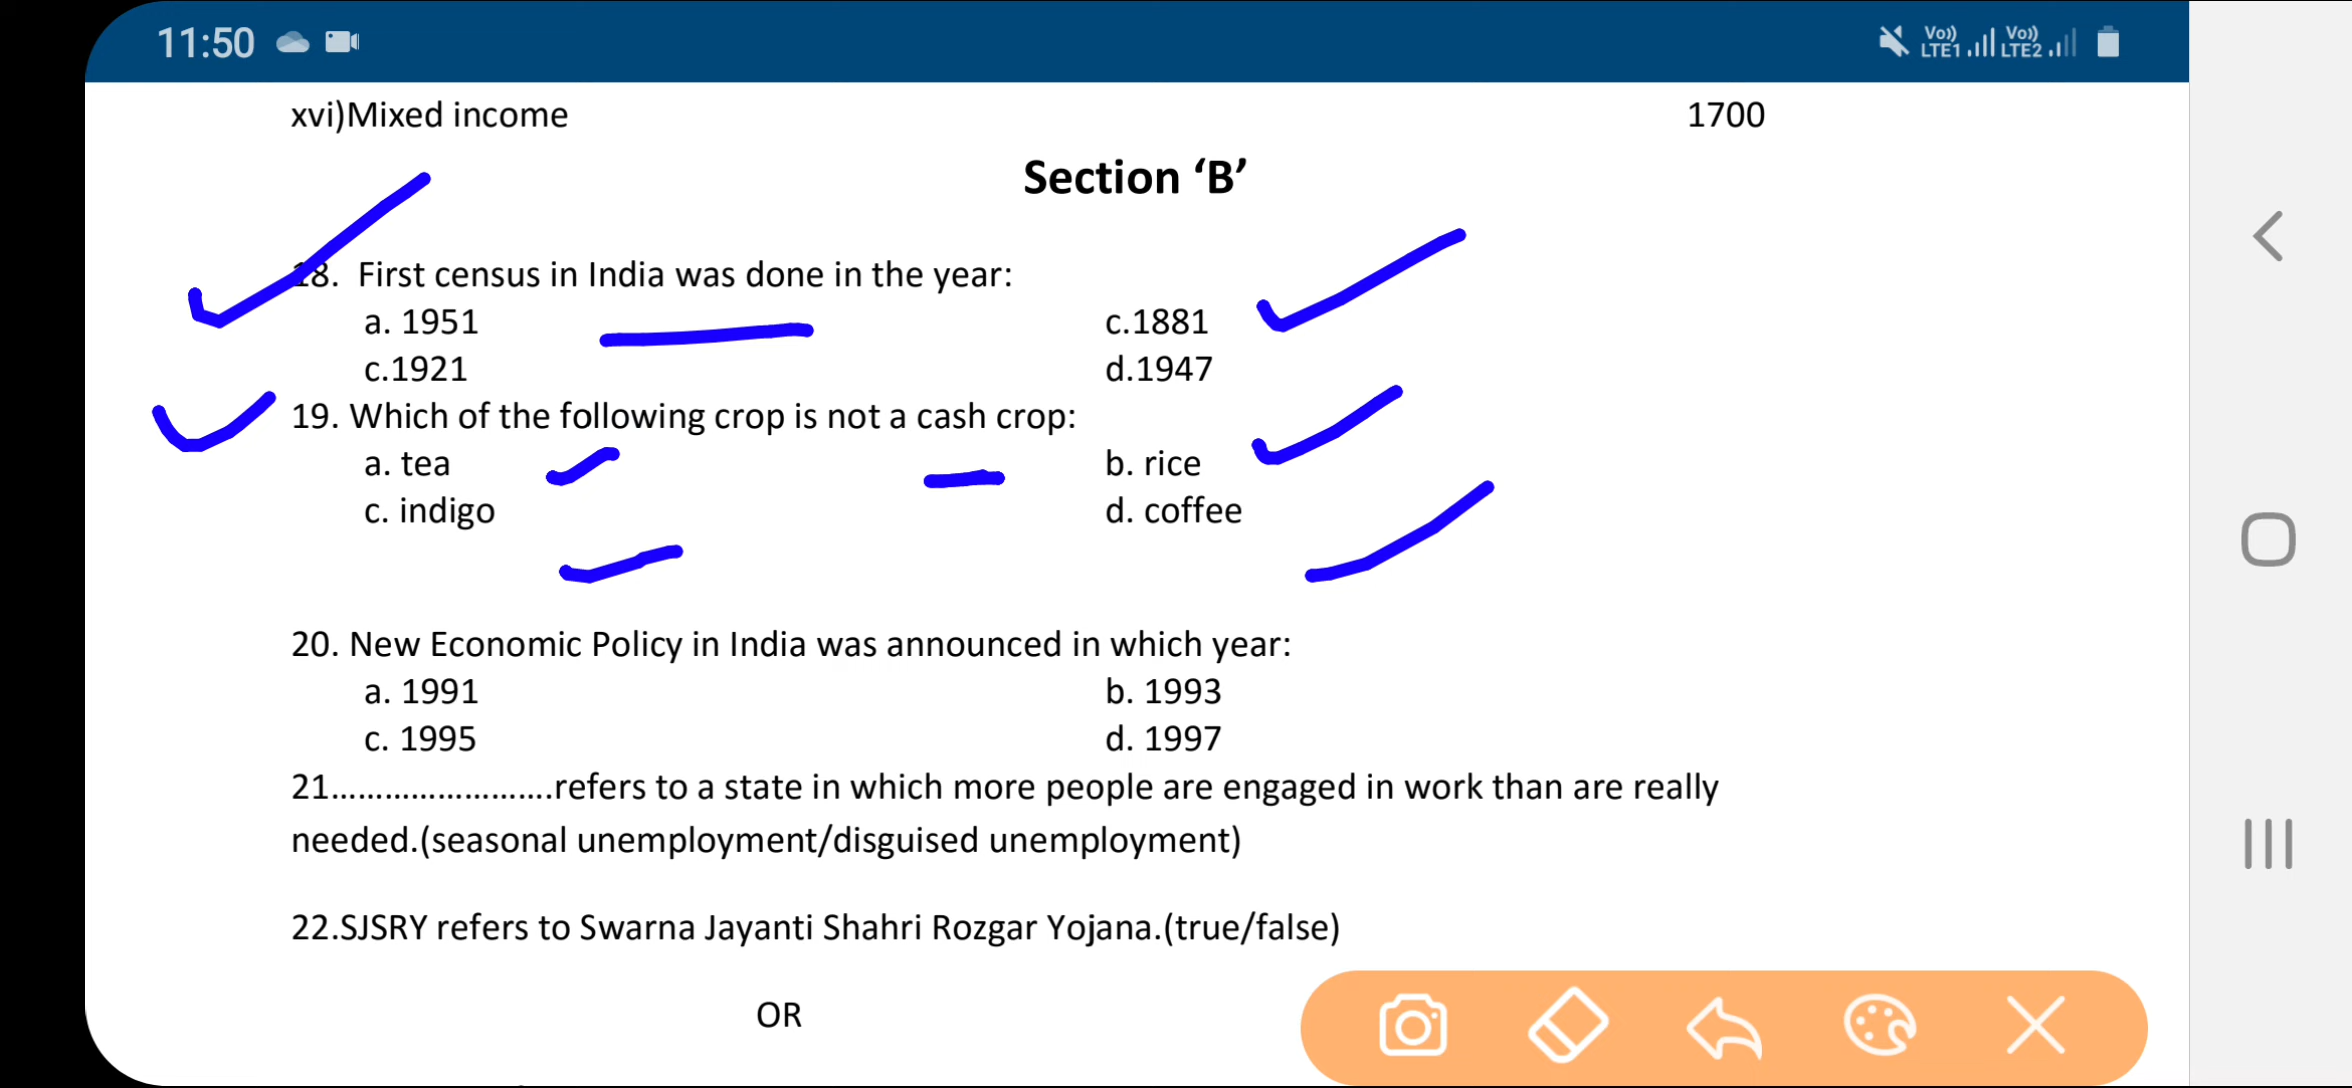 11:50 Vo)) LTE1 Vo)) LTE2
xvi)Mixed income 1700
Section ‘B’
18. First census in India was done in the year:
a. 1951 c.1881
c.1921 d.1947
19. Which of the following crop is not a cash crop:
a. tea b. rice
c. indigo d. coffee
20. New Economic Policy in India was announced in which year:
a. 1991 b. 1993
c. 1995 d. 1997
21.........................refers to a state in which more people are engaged in work than are really
needed.(seasonal unemployment/disguised unemployment)
22.SJSRY refers to Swarna Jayanti Shahri Rozgar Yojana.(true/false)
OR